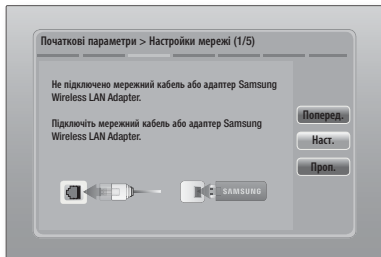 Початкові параметри > Настройки мережі (1/5)
Не підключено мережний кабель або адаптер Samsung
Wireless LAN Adapter.
Підключіть мережний кабель або адаптер Samsung
Wireless LAN Adapter.
Поперед.
Наст.
Проп.
SAMSUNG